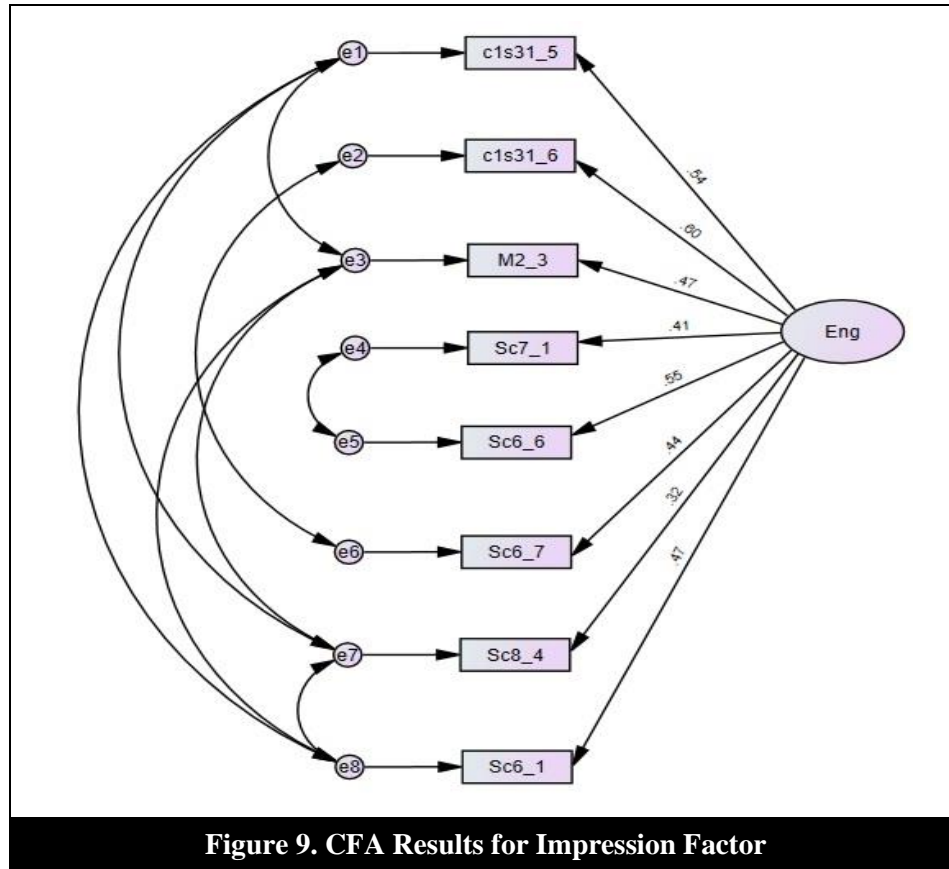 e1
c1s31_5
.54
e2
c1s31_6
.60
e3
M2_3
.47
e4
Sc7_1
.41
Eng
e5
Sc6_6
.55
e6
Sc6_7
.44
e7
Sc8_4
.32
e8
Sc6_1
.47
Figure 9. CFA Results for Impression Factor